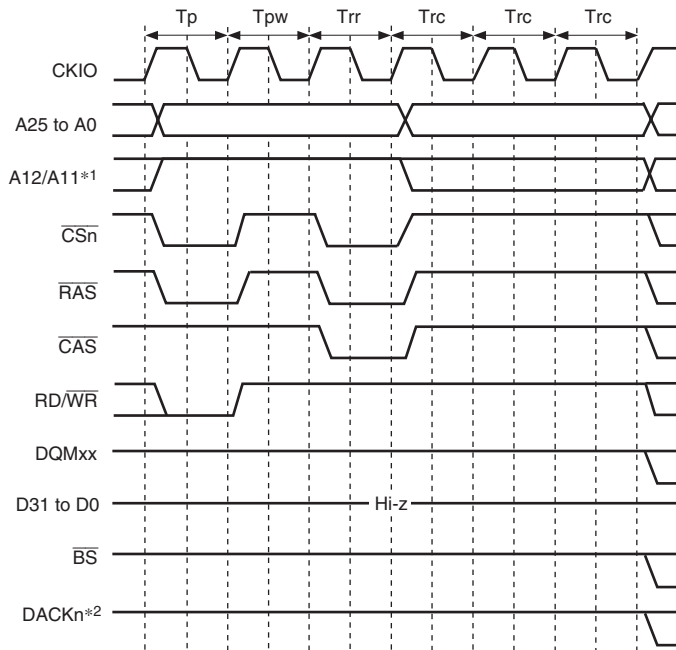 Tp Tpw Trr Trc Trc Trc
CKIO
A25 to A0
A12/A11*1
CSn
RAS
CAS
RD/WR
DQMxx
D31 to D0 Hi-z
BS
DACKn*2